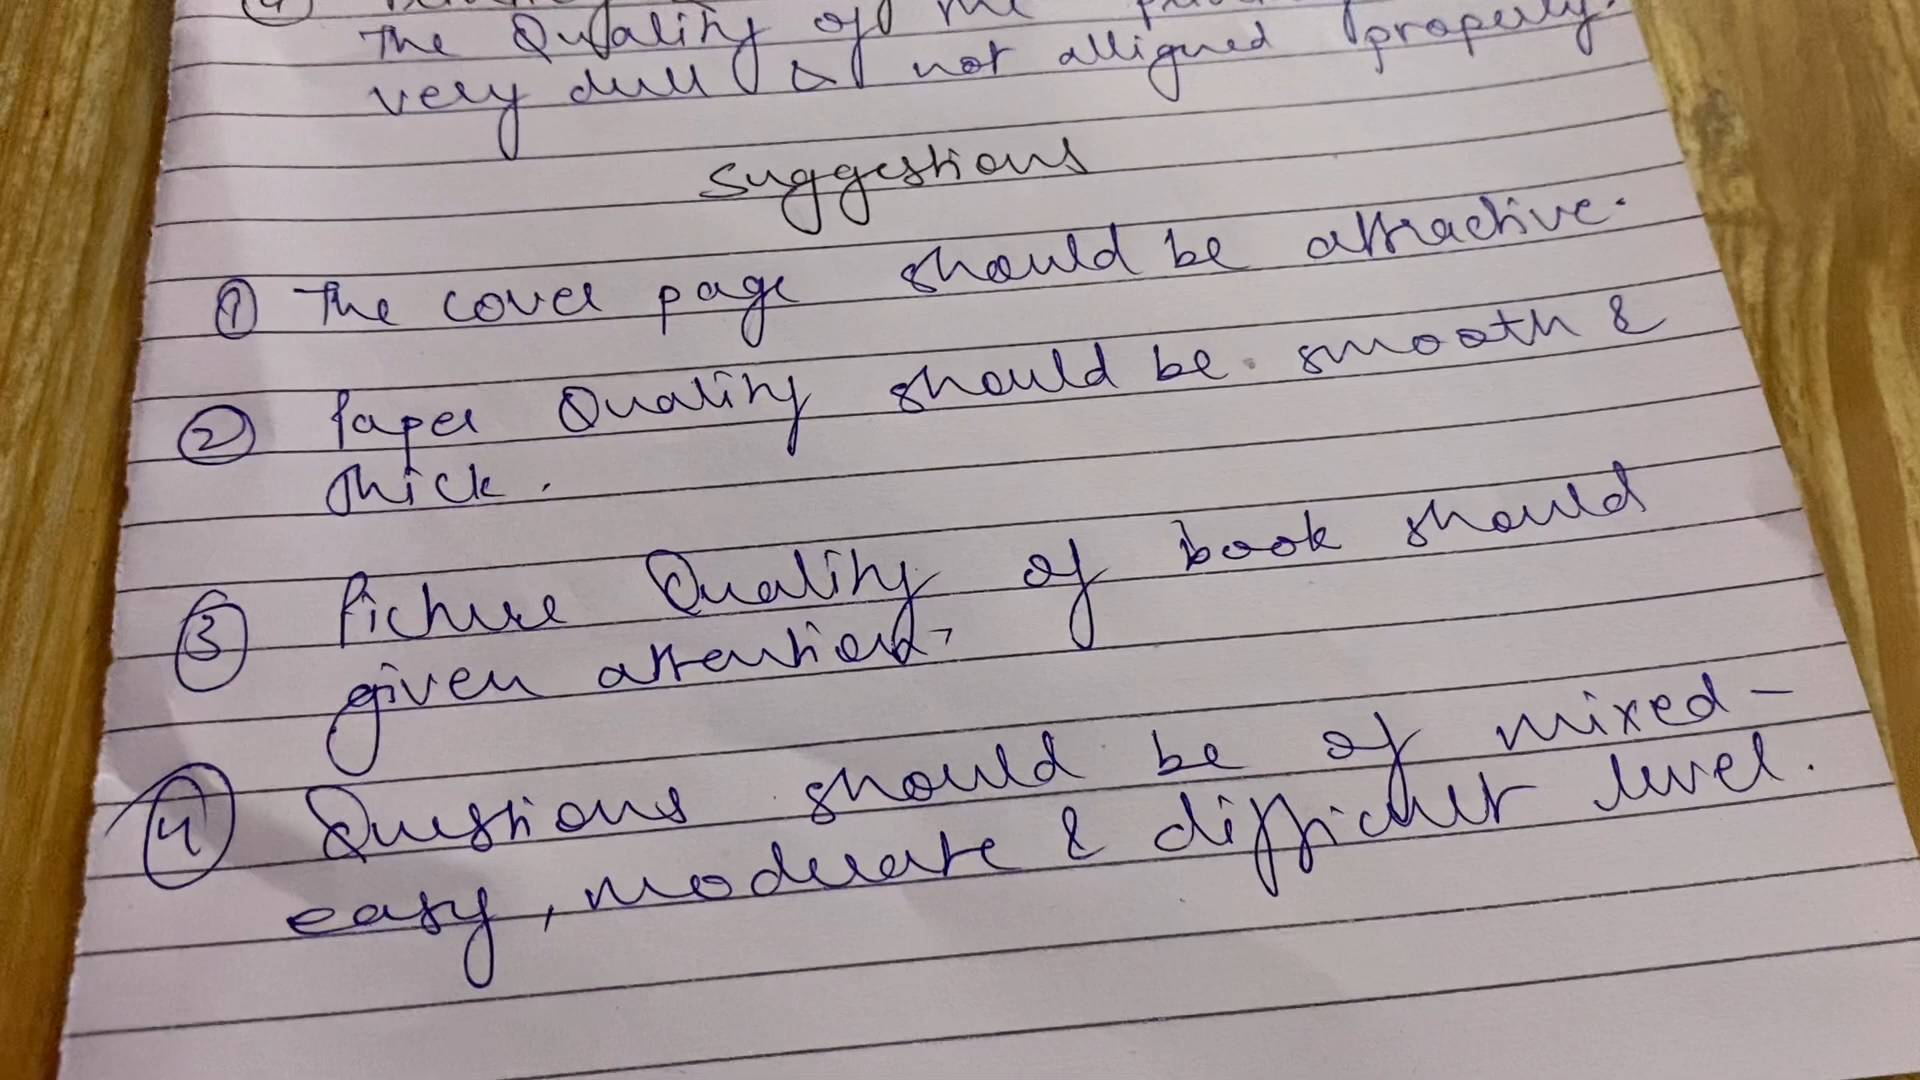 The Quality of the
very dull & not alligned properly.
Suggestions
① The cover page should be attractive.
② Paper Quality should be smooth &
thick.
③ Picture Quality of book should
given attention.
④ Questions should be of mixed -
easy, moderate & difficult level.